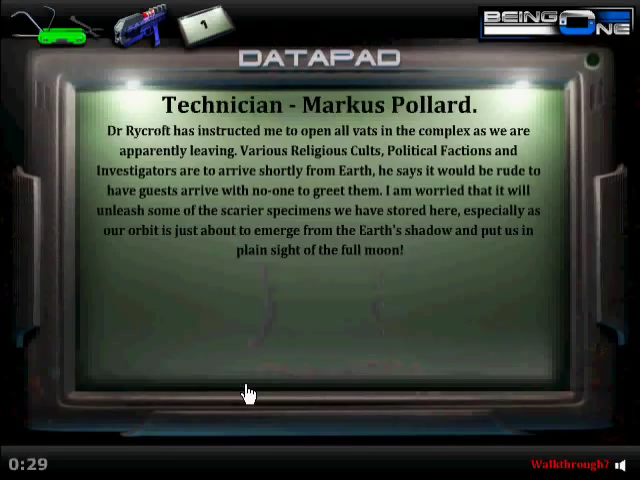 1
BEING
ONE
DATAPAD
Technician - Markus Pollard.
Dr Rycroft has instructed me to open all vats in the complex as we are
apparently leaving. Various Religious Cults, Political Factions and
Investigators are to arrive shortly from Earth, he says it would be rude to
have guests arrive with no-one to greet them. I am worried that it will
unleash some of the scarier specimens we have stored here, especially as
our orbit is just about to emerge from the Earth's shadow and put us in
plain sight of the full moon!
0:29
Walkthrough?